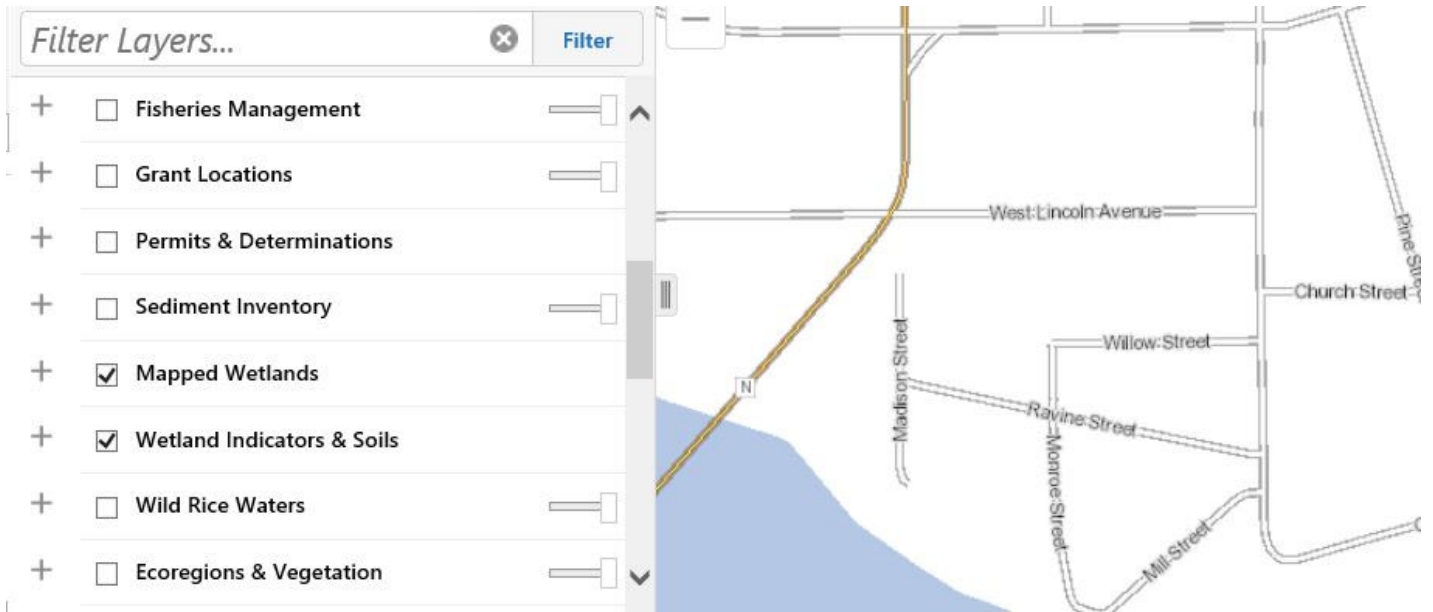 Filter Layers...
Filter
Fisheries Management
Grant Locations
Permits & Determinations
Sediment Inventory
Mapped Wetlands
Wetland Indicators & Soils
Wild Rice Waters
Ecoregions & Vegetation
West Lincoln Avenue
Pine Street
Church Street
Willow Street
Madison Street
N
Ravine Street
Monroe Street
Mill Street